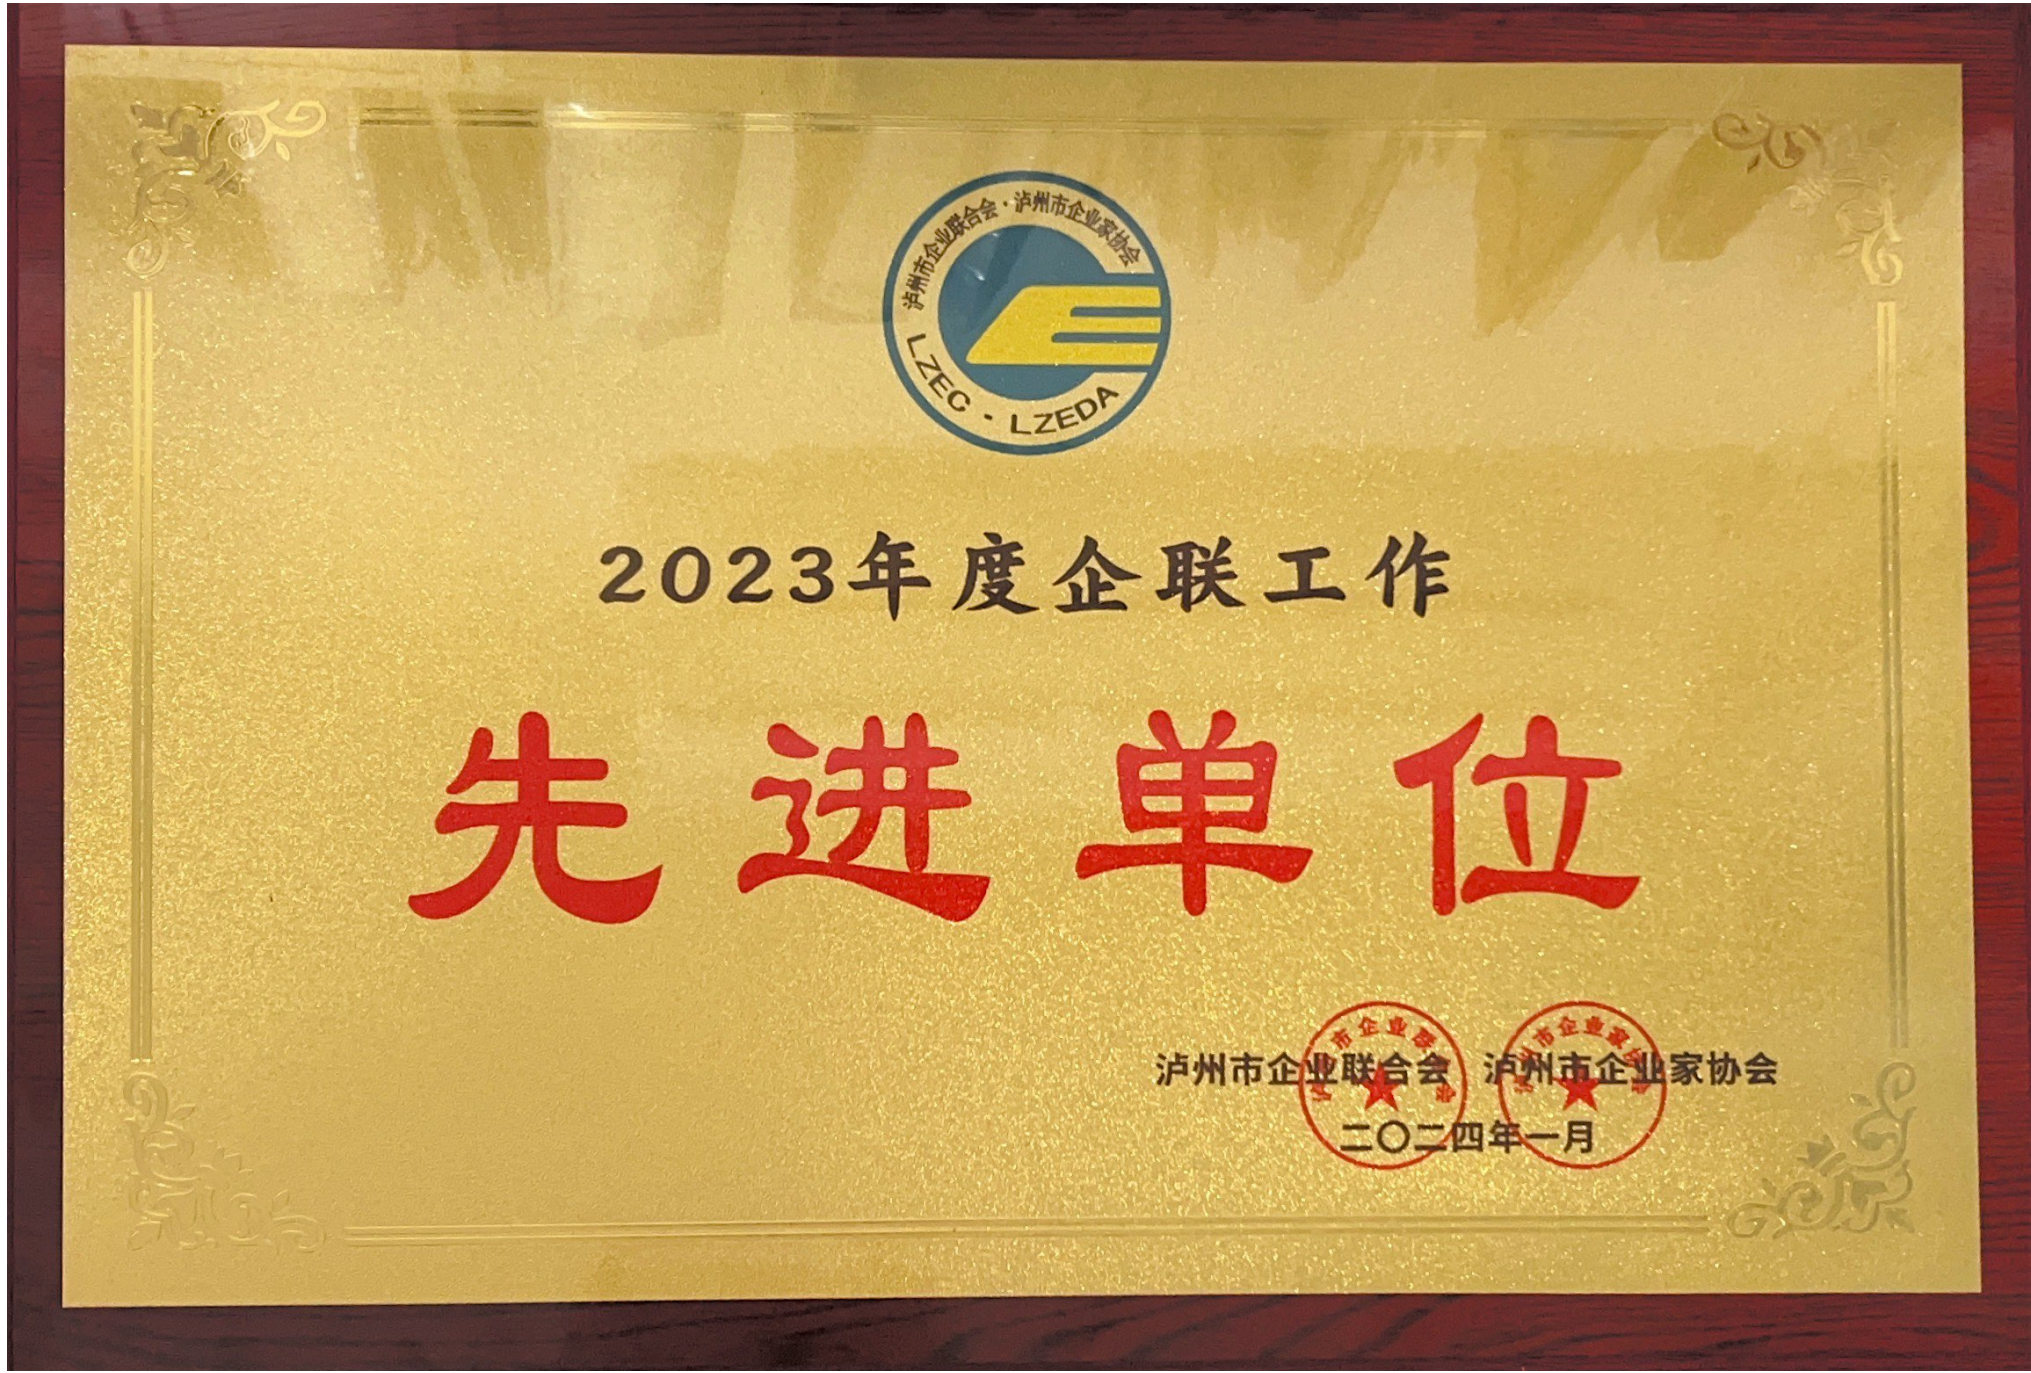 泸州市企业联合会·泸州市企业家协会
LZEC - LZEDA
2023年度企联工作
先进单位
泸州市企业联合会 泸州市企业家协会
二〇二四年一月